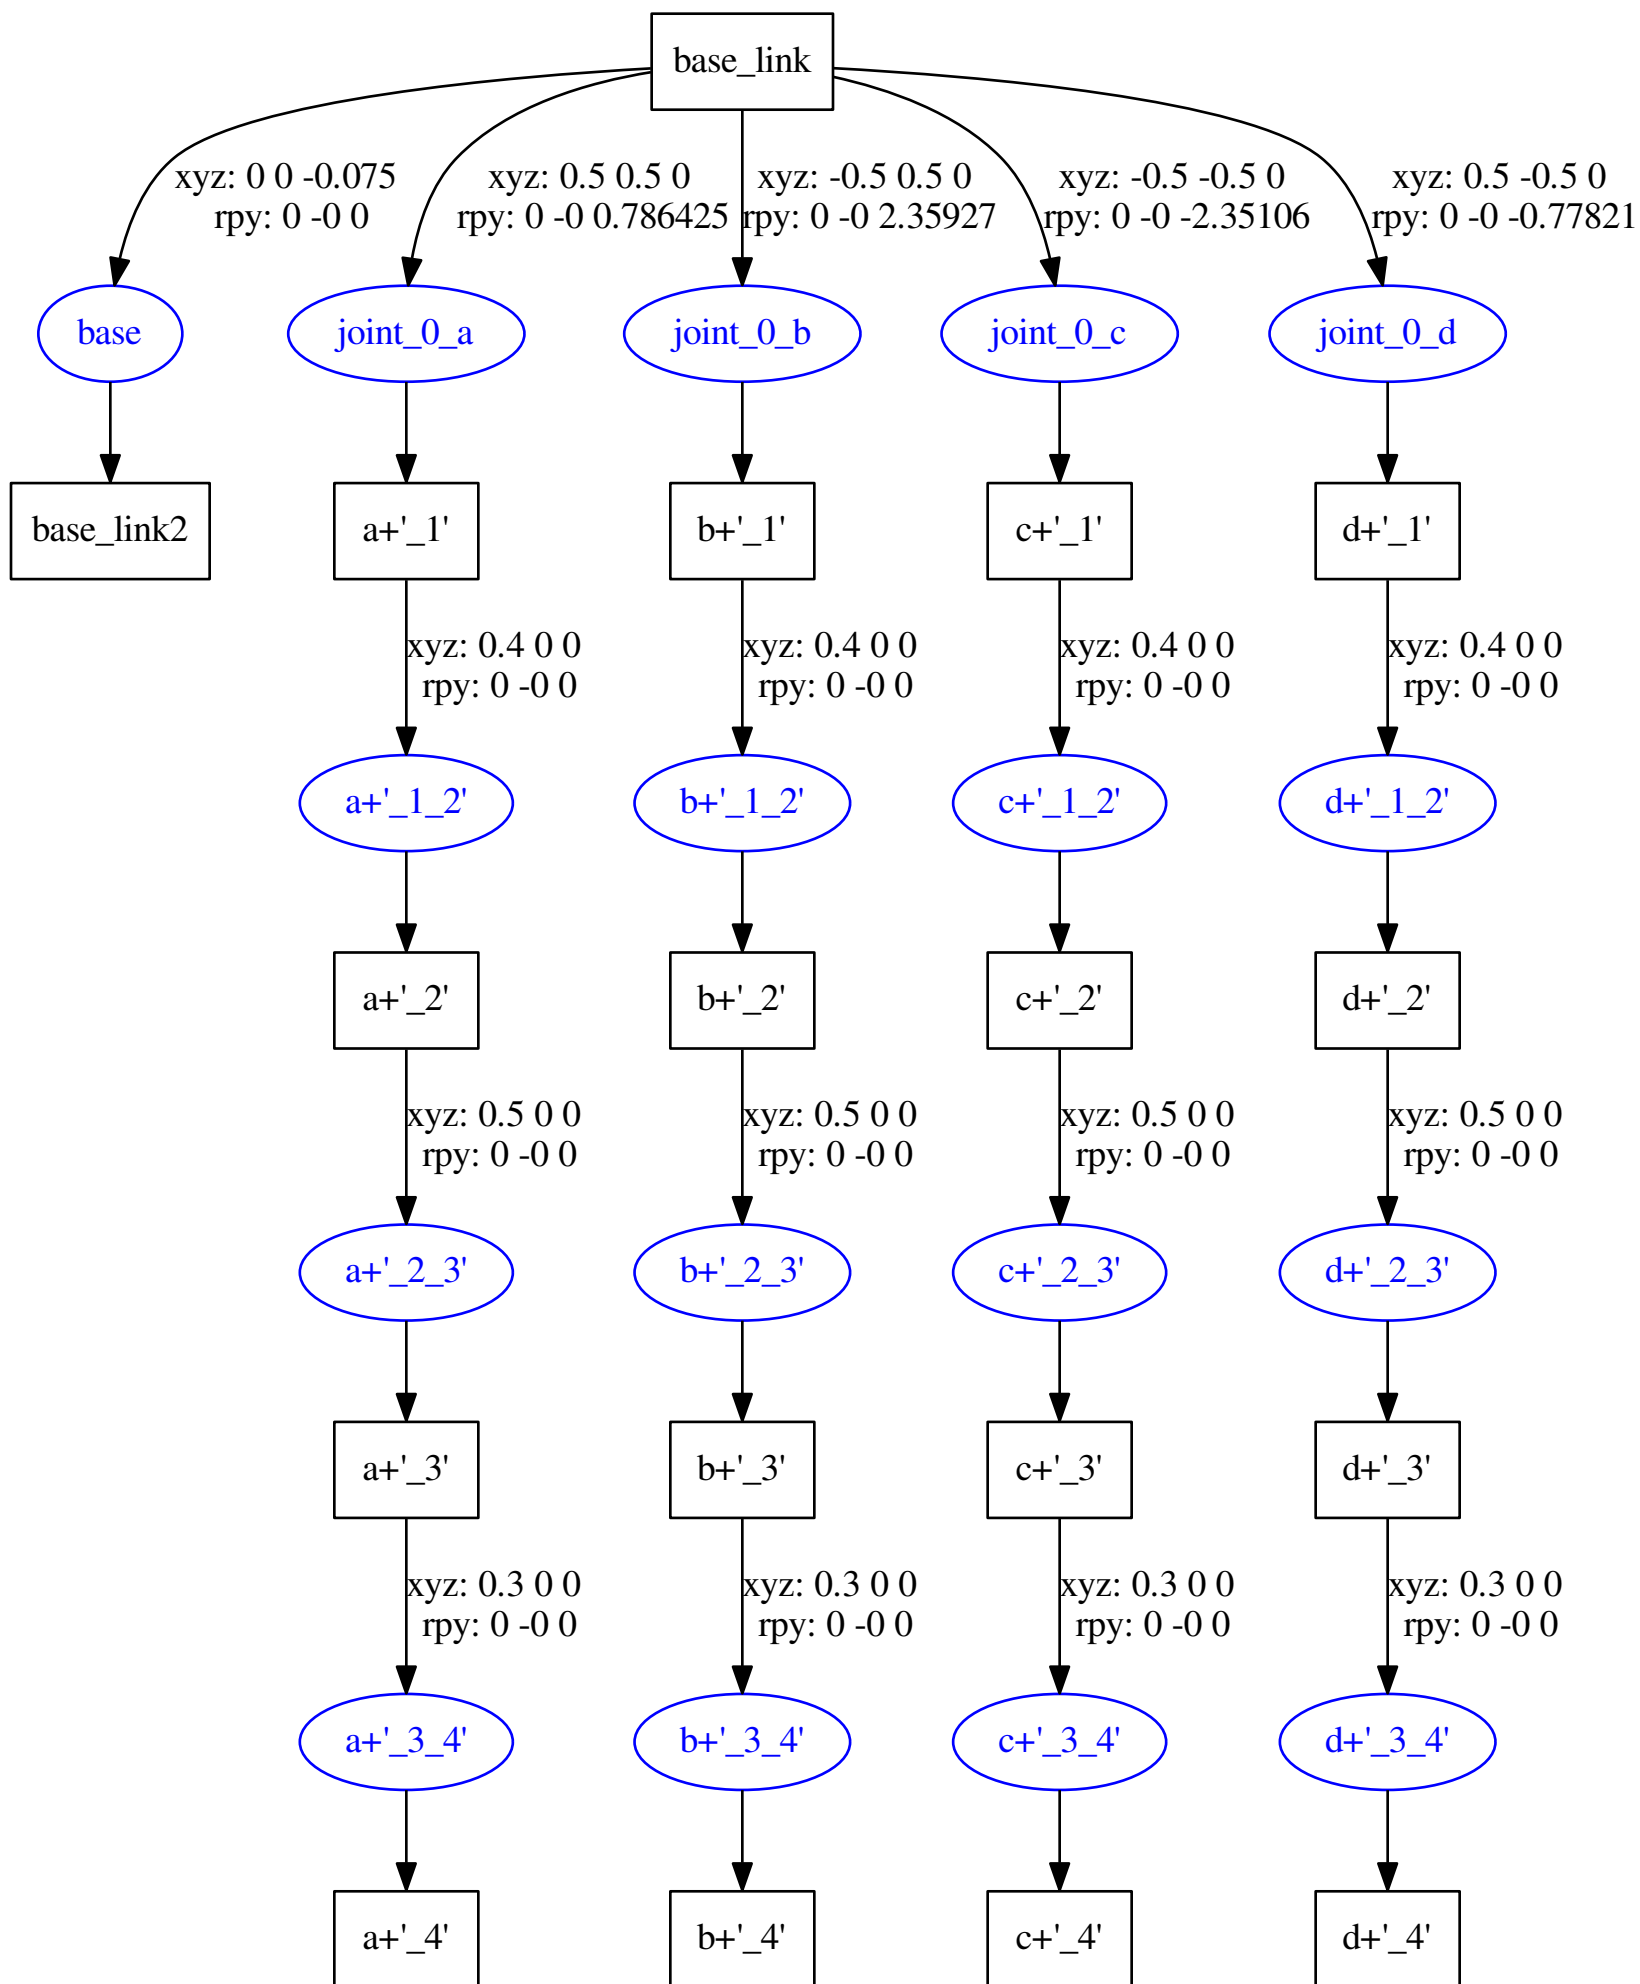 base_link
xyz: 0 0 -0.075
rpy: 0 -0 0
xyz: 0.5 0.5 0
rpy: 0 -0 0.786425
xyz: -0.5 0.5 0
rpy: 0 -0 2.35927
xyz: -0.5 -0.5 0
rpy: 0 -0 -2.35106
xyz: 0.5 -0.5 0
rpy: 0 -0 -0.77821
base
joint_0_a
joint_0_b
joint_0_c
joint_0_d
base_link2
a+'_1'
b+'_1'
c+'_1'
d+'_1'
xyz: 0.4 0 0
rpy: 0 -0 0
xyz: 0.4 0 0
rpy: 0 -0 0
xyz: 0.4 0 0
rpy: 0 -0 0
xyz: 0.4 0 0
rpy: 0 -0 0
a+'_1_2'
b+'_1_2'
c+'_1_2'
d+'_1_2'
a+'_2'
b+'_2'
c+'_2'
d+'_2'
xyz: 0.5 0 0
rpy: 0 -0 0
xyz: 0.5 0 0
rpy: 0 -0 0
xyz: 0.5 0 0
rpy: 0 -0 0
xyz: 0.5 0 0
rpy: 0 -0 0
a+'_2_3'
b+'_2_3'
c+'_2_3'
d+'_2_3'
a+'_3'
b+'_3'
c+'_3'
d+'_3'
xyz: 0.3 0 0
rpy: 0 -0 0
xyz: 0.3 0 0
rpy: 0 -0 0
xyz: 0.3 0 0
rpy: 0 -0 0
xyz: 0.3 0 0
rpy: 0 -0 0
a+'_3_4'
b+'_3_4'
c+'_3_4'
d+'_3_4'
a+'_4'
b+'_4'
c+'_4'
d+'_4'